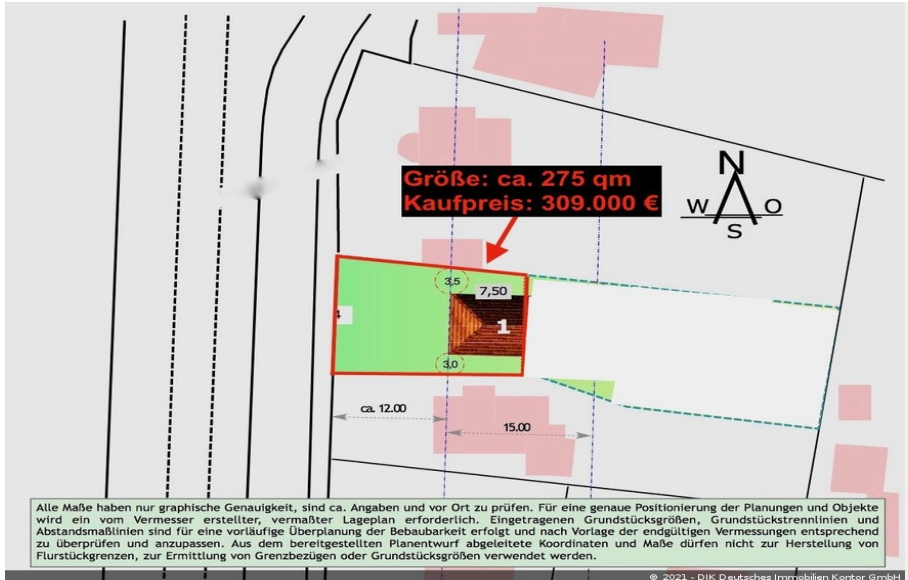 Größe: ca. 275 qm
Kaufpreis: 309.000 €
N
W O
S
3,5
7,50
1
4
3,0
ca. 12.00
15.00
Alle Maße haben nur graphische Genauigkeit, sind ca. Angaben und vor Ort zu prüfen. Für eine genaue Positionierung der Planungen und Objekte
wird ein vom Vermesser erstellter, vermaßter Lageplan erforderlich. Eingetragenen Grundstücksgrößen, Grundstückstrennlinien und
Abstandsmaßlinien sind für eine vorläufige Überplanung der Bebaubarkeit erfolgt und nach Vorlage der endgültigen Vermessungen entsprechend
zu überprüfen und anzupassen. Aus dem bereitgestellten Planentwurf abgeleitete Koordinaten und Maße dürfen nicht zur Herstellung von
Flurstückgrenzen, zur Ermittlung von Grenzbezügen oder Grundstücksgrößen verwendet werden.
© 2021 - DIK Deutsches Immobilien Kontor GmbH